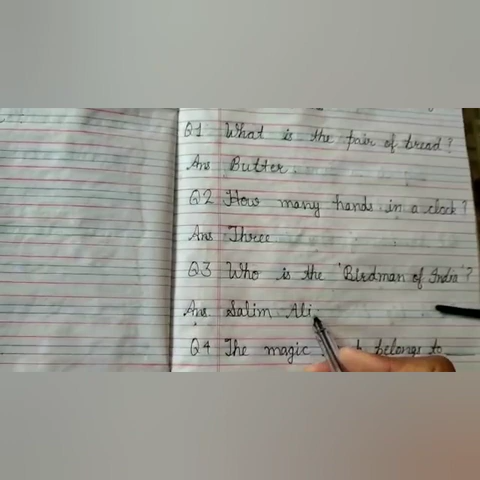 Q1 What is the pair of bread?
Ans Butter.
Q2 How many hands in a clock?
Ans Three
Q3 Who is the 'Birdman of India'?
Ans. Salim Ali
Q4 The magic belongs to